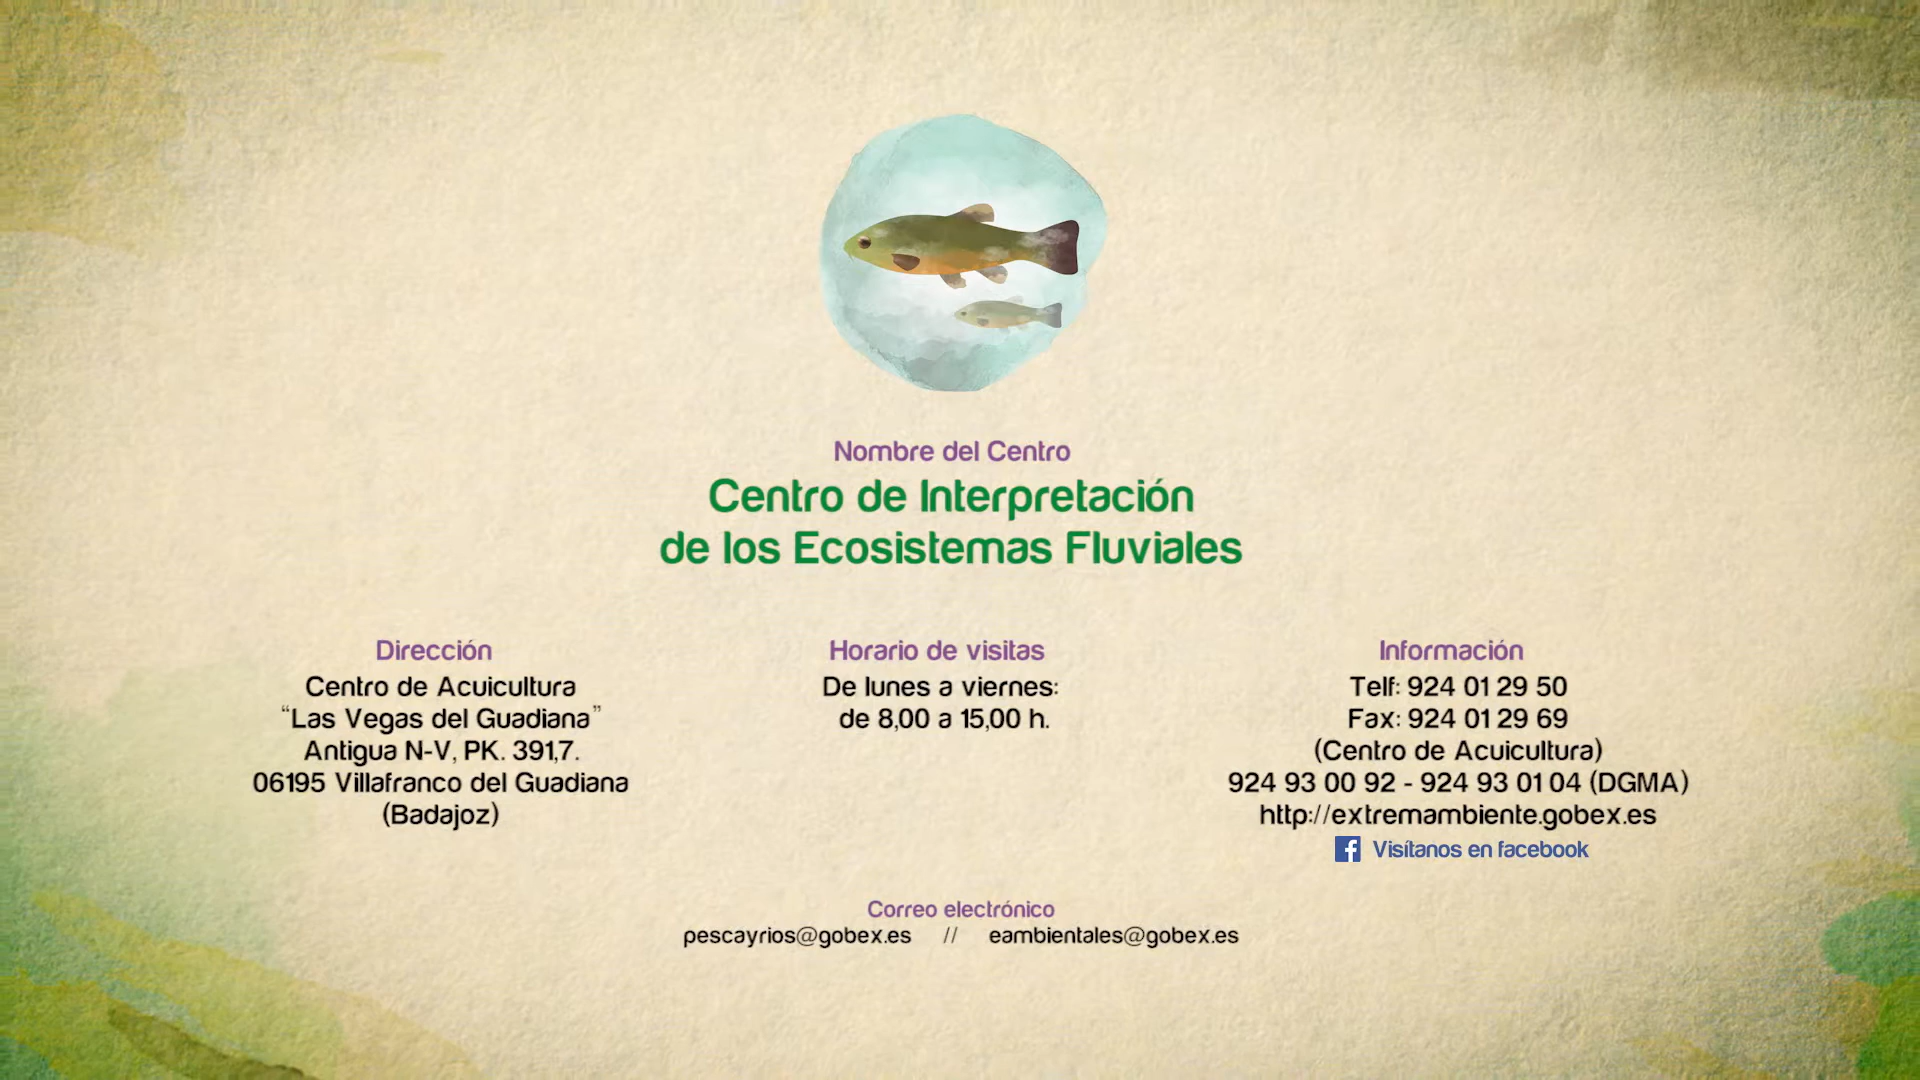 Nombre del Centro
Centro de Interpretación
de los Ecosistemas Fluviales
Dirección
Centro de Acuicultura
“Las Vegas del Guadiana”
Antigua N-V, PK. 391,7.
06195 Villafranco del Guadiana
(Badajoz)
Horario de visitas
De lunes a viernes:
de 8,00 a 15,00 h.
Información
Telf: 924 01 29 50
Fax: 924 01 29 69
(Centro de Acuicultura)
924 93 00 92 - 924 93 01 04 (DGMA)
http://extremambiente.gobex.es
f Visítanos en facebook
Correo electrónico
pescayrios@gobex.es // eambientales@gobex.es